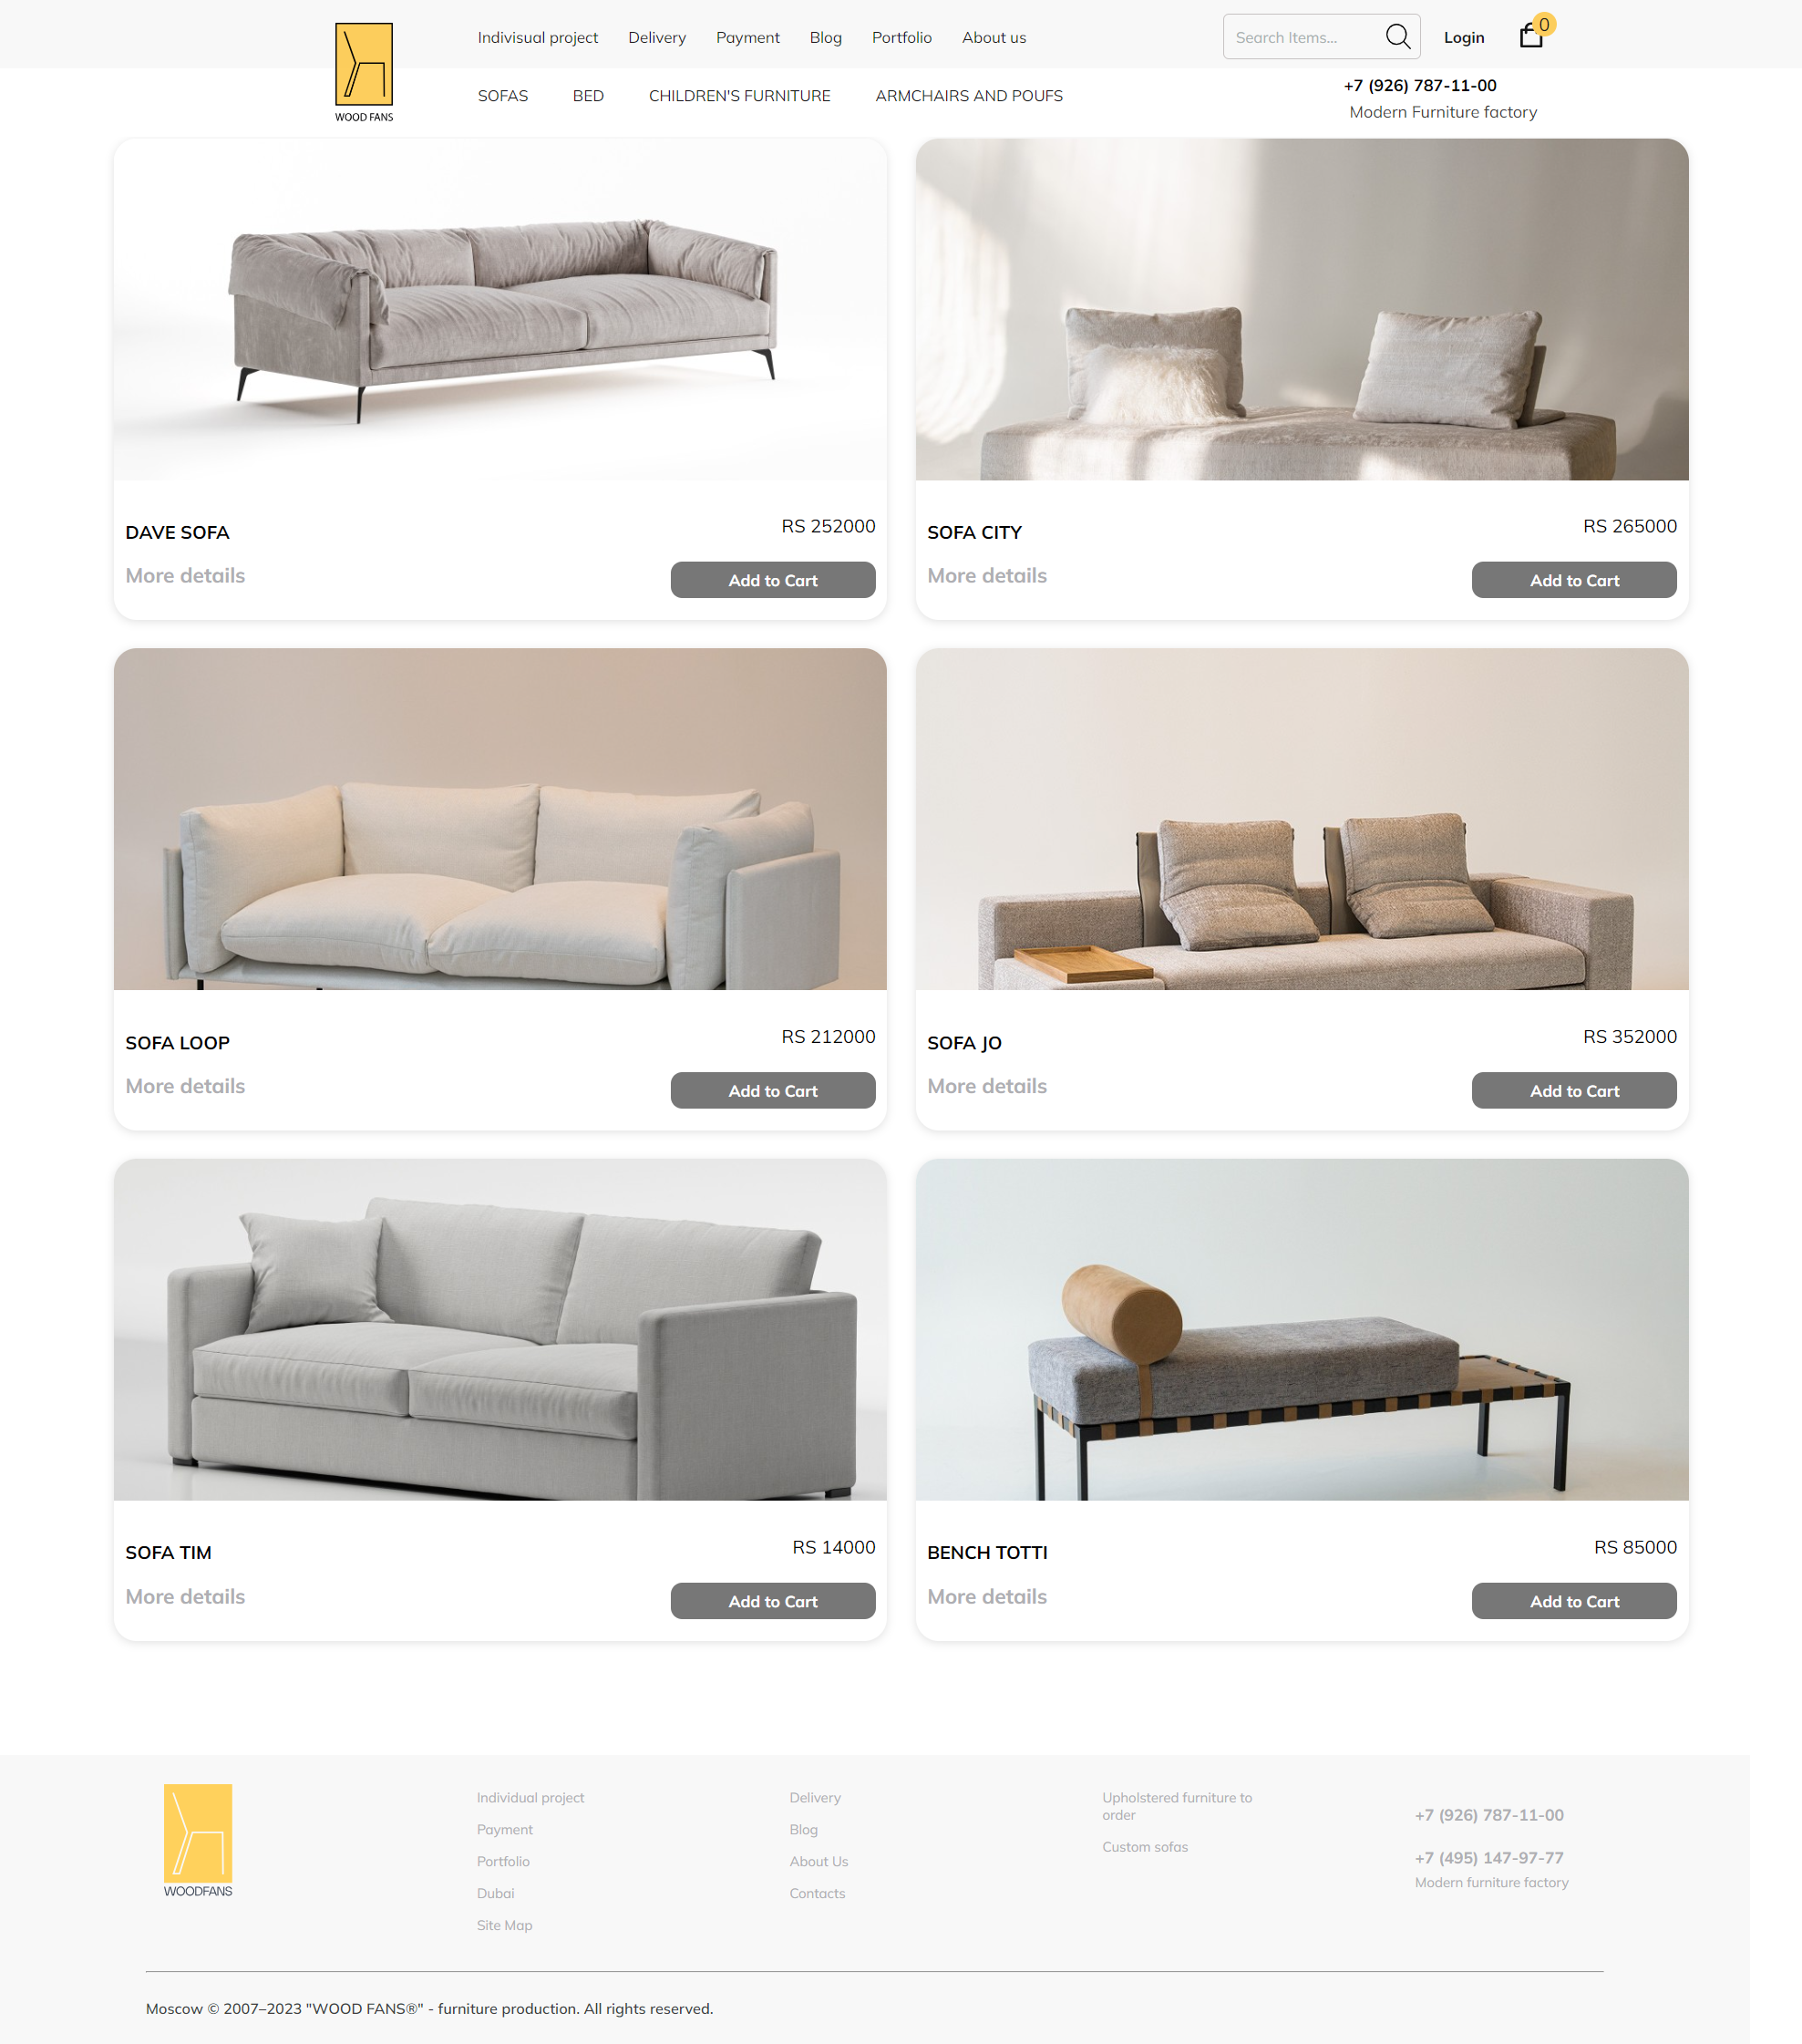 Indivisual project Delivery Payment Blog Portfolio About us Search Items... Login 0
WOOD FANS
SOFAS BED CHILDREN'S FURNITURE ARMCHAIRS AND POUFS
+7 (926) 787-11-00
Modern Furniture factory
DAVE SOFA RS 252000
More details Add to Cart
SOFA CITY RS 265000
More details Add to Cart
SOFA LOOP RS 212000
More details Add to Cart
SOFA JO RS 352000
More details Add to Cart
SOFA TIM RS 14000
More details Add to Cart
BENCH TOTTI RS 85000
More details Add to Cart
WOODFANS
Individual project
Payment
Portfolio
Dubai
Site Map
Delivery
Blog
About Us
Contacts
Upholstered furniture to
order
Custom sofas
+7 (926) 787-11-00
+7 (495) 147-97-77
Modern furniture factory
Moscow © 2007–2023 "WOOD FANS®" - furniture production. All rights reserved.